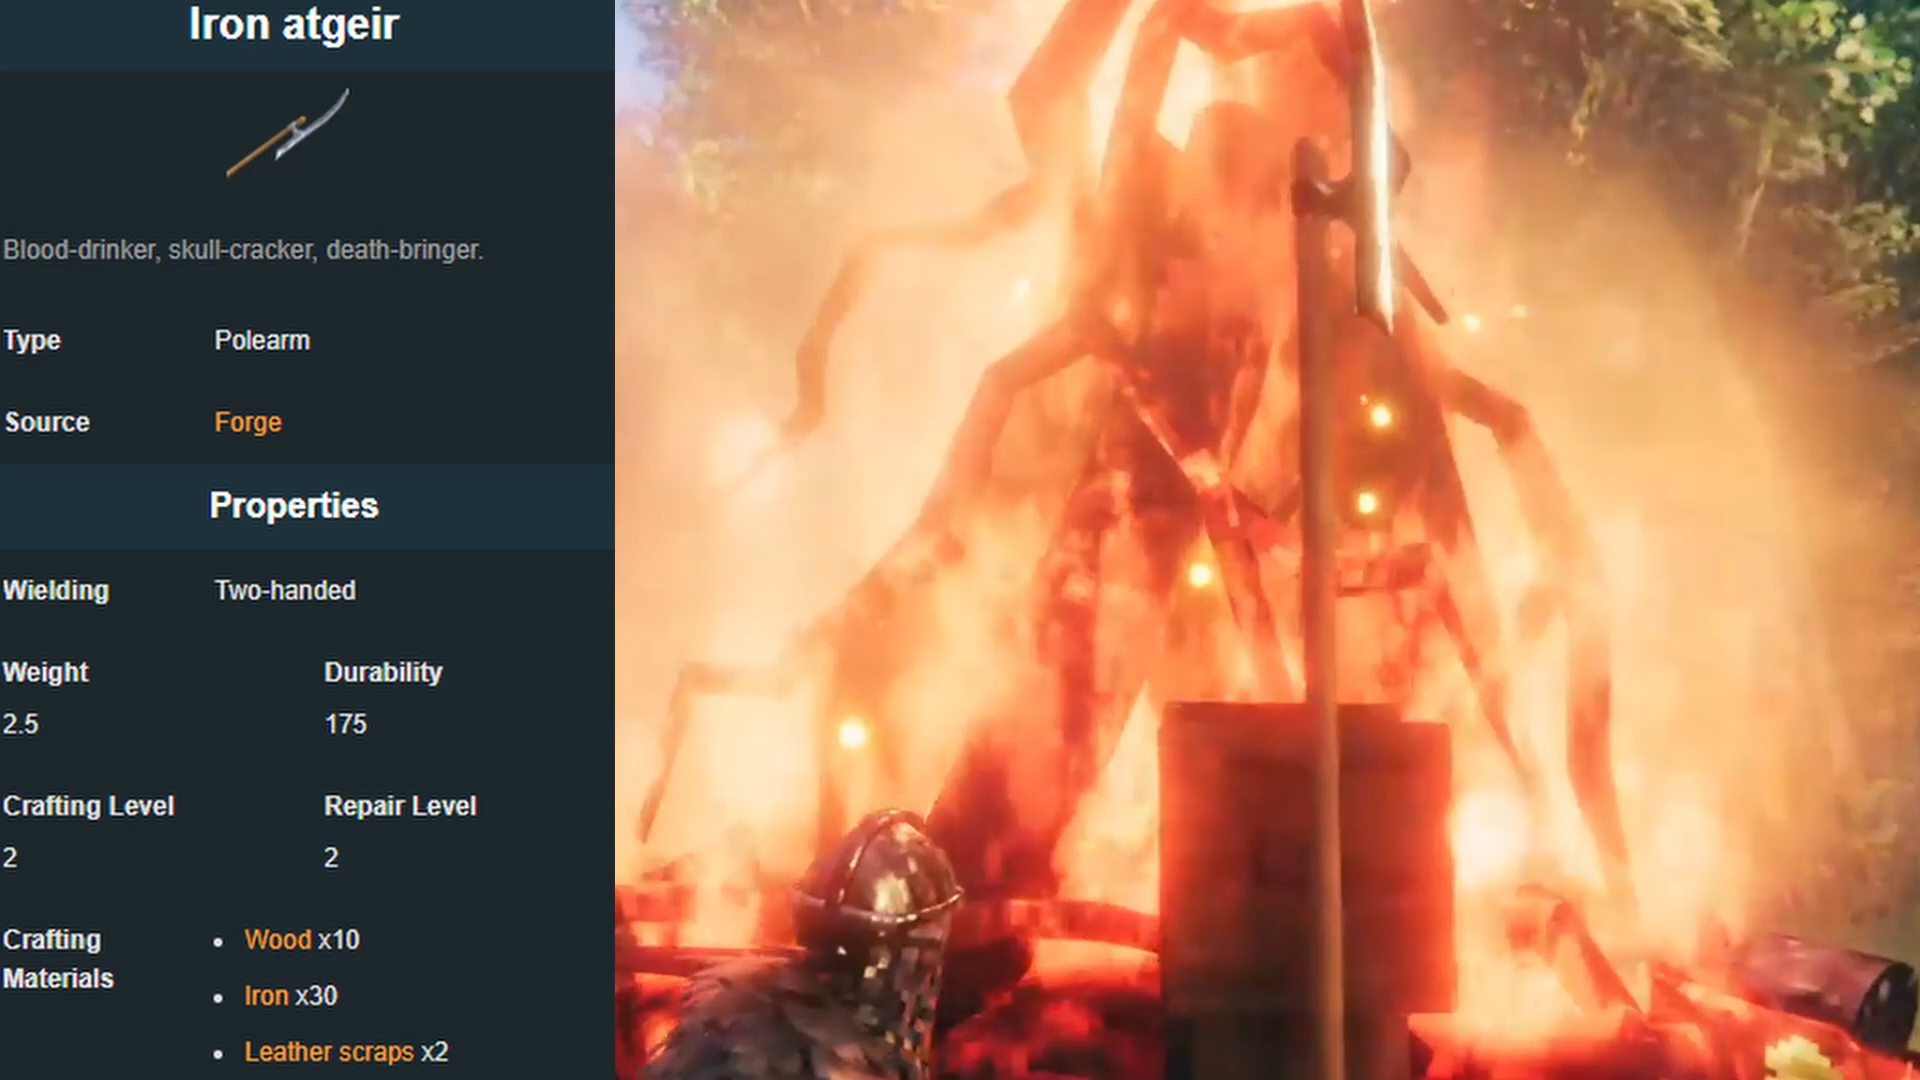 Iron atgeir
Blood-drinker, skull-cracker, death-bringer.
Type Polearm
Source Forge
Properties
Wielding Two-handed
Weight Durability
2.5 175
Crafting Level Repair Level
2 2
Crafting Materials
Wood x10
Iron x30
Leather scraps x2